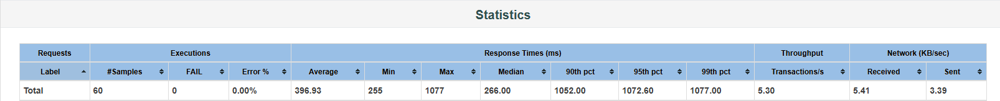 Statistics
Requests Executions Response Times (ms) Throughput Network (KB/sec)
Label #Samples FAIL Error % Average Min Max Median 90th pct 95th pct 99th pct Transactions/s Received Sent
Total 60 0 0.00% 396.93 255 1077 266.00 1052.00 1072.60 1077.00 5.30 5.41 3.39